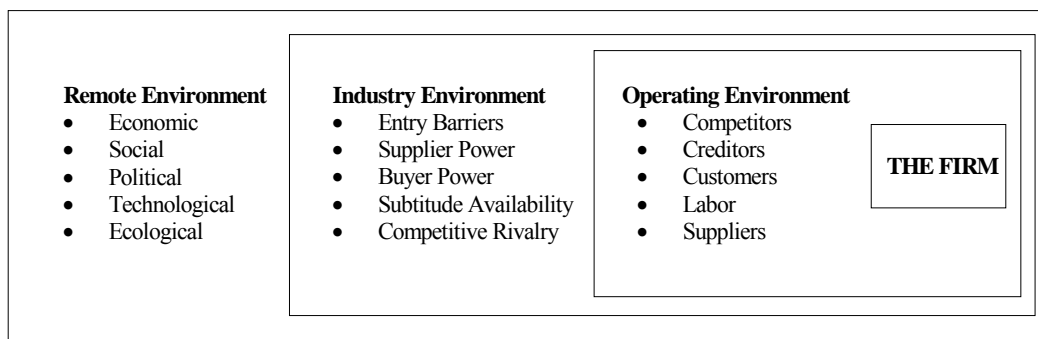 Remote Environment
• Economic
• Social
• Political
• Technological
• Ecological
Industry Environment
• Entry Barriers
• Supplier Power
• Buyer Power
• Subtitude Availability
• Competitive Rivalry
Operating Environment
• Competitors
• Creditors
• Customers
• Labor
• Suppliers
THE FIRM